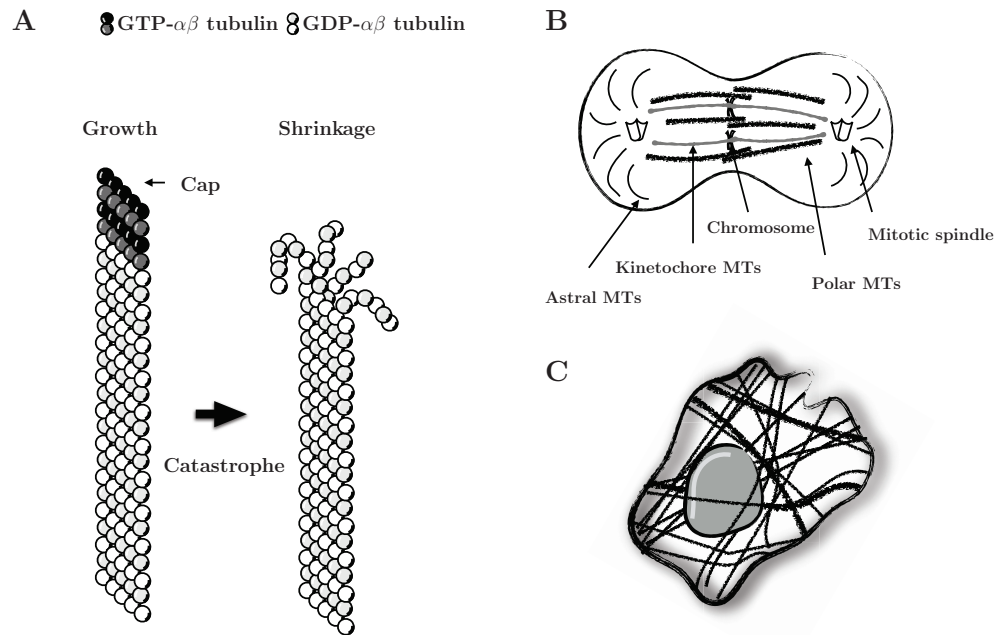 A
GTP-αβ tubulin GDP-αβ tubulin
Growth
Shrinkage
Cap
Catastrophe
B
Chromosome
Mitotic spindle
Kinetochore MTs
Polar MTs
Astral MTs
C